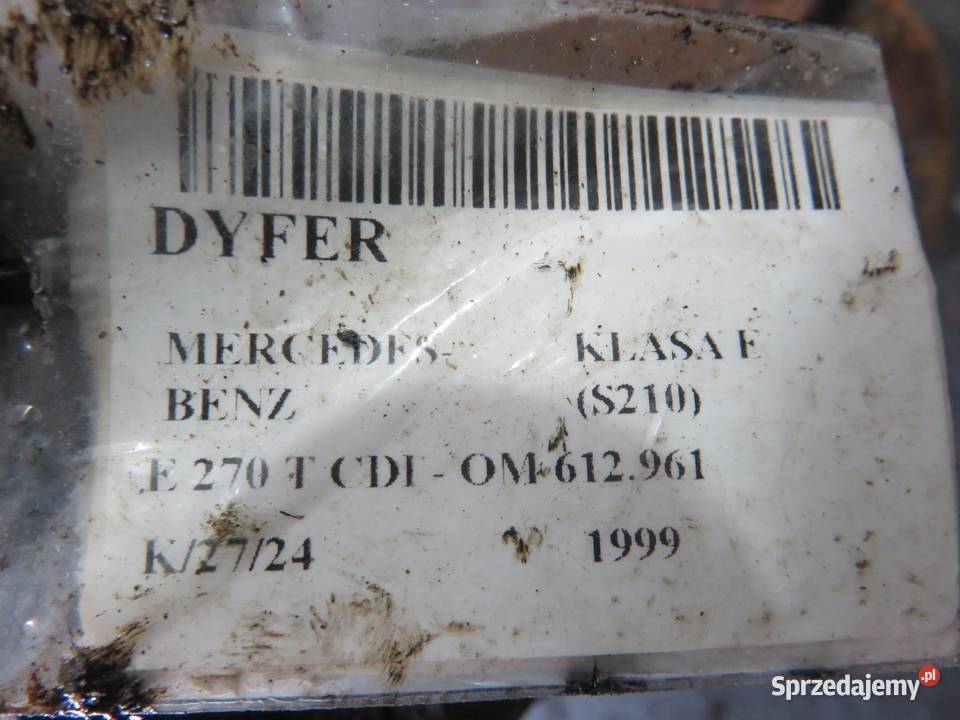 DYFER
MERCEDES- KLASA E
BENZ (S210)
E 270 T CDI - OM 612.961
K/27/24 1999
Sprzedajemy.pl